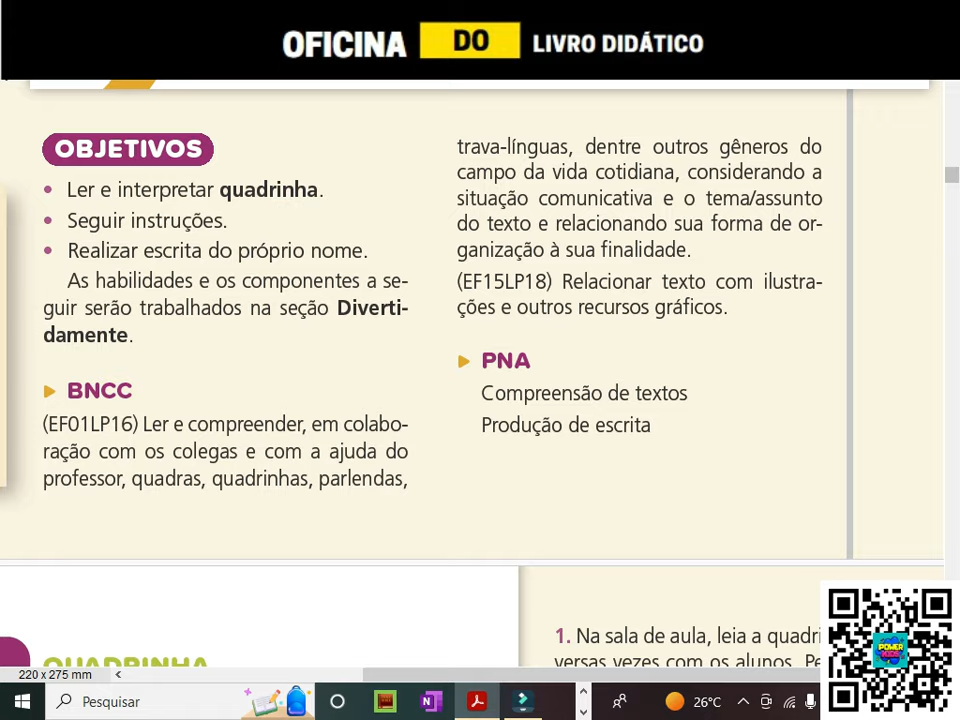 OFICINA DO LIVRO DIDÁTICO
OBJETIVOS
• Ler e interpretar quadrinha.
• Seguir instruções.
• Realizar escrita do próprio nome.
As habilidades e os componentes a se-
guir serão trabalhados na seção Diverti-
damente.
BNCC
(EF01LP16) Ler e compreender, em colabo-
ração com os colegas e com a ajuda do
professor, quadras, quadrinhas, parlendas,
trava-línguas, dentre outros gêneros do
campo da vida cotidiana, considerando a
situação comunicativa e o tema/assunto
do texto e relacionando sua forma de or-
ganização à sua finalidade.
(EF15LP18) Relacionar texto com ilustra-
ções e outros recursos gráficos.
PNA
Compreensão de textos
Produção de escrita
QUADRINHA
1. Na sala de aula, leia a quadri
versas vezes com os alunos. Pe
POWER KIDS
220 x 275 mm
Pesquisar
26°C